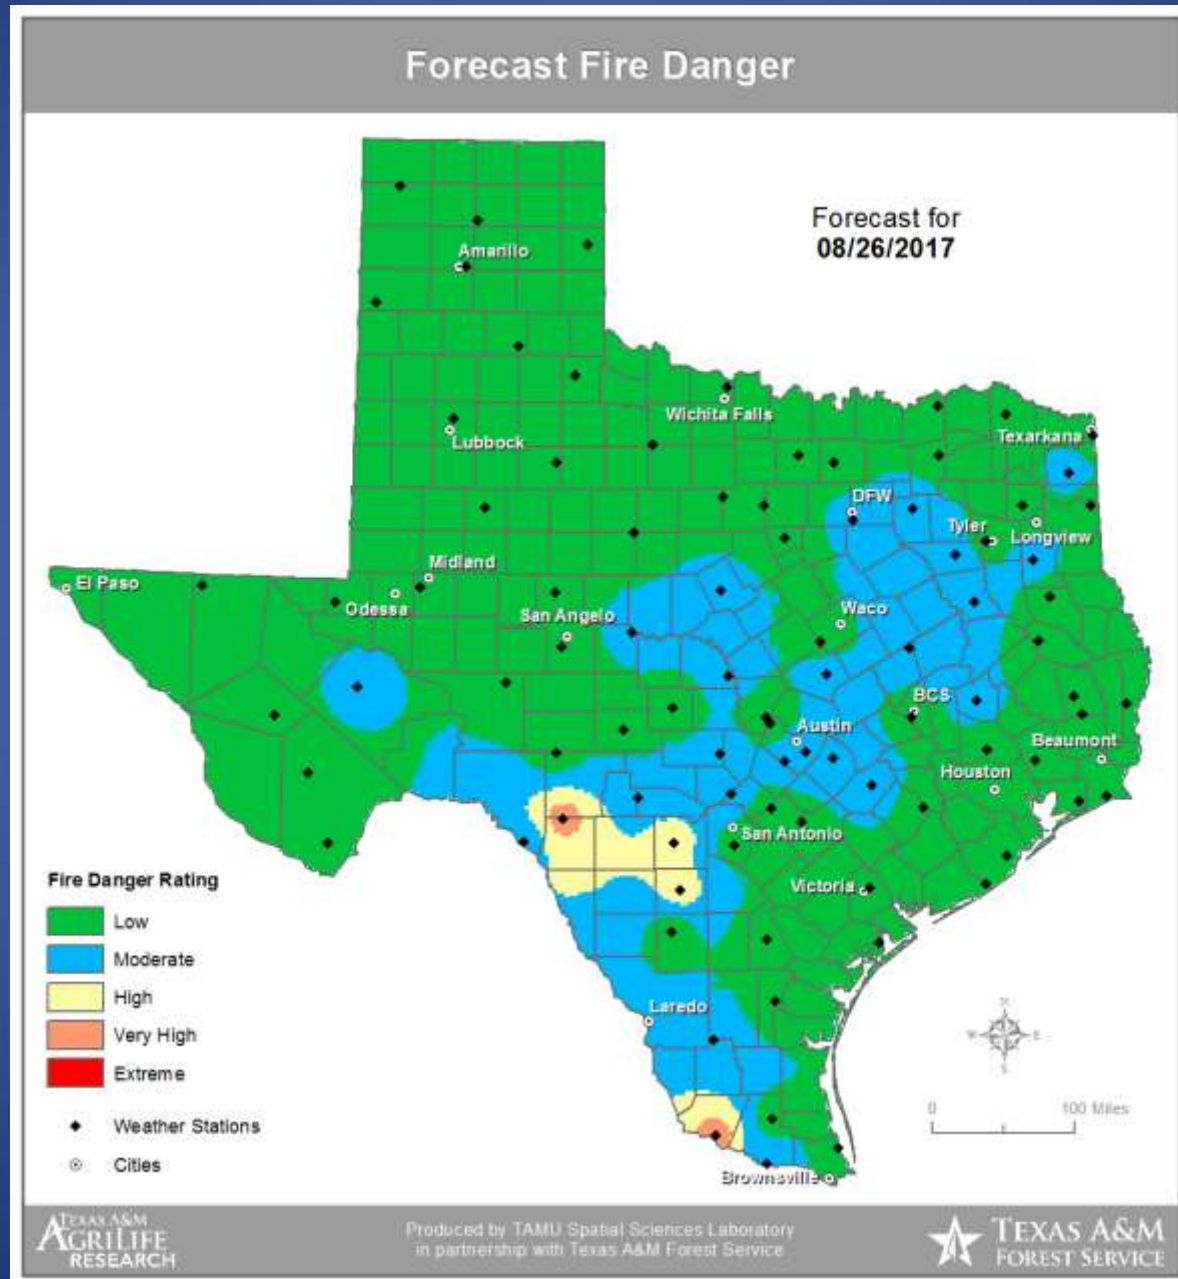 Forecast Fire Danger
Forecast for
08/26/2017
Amarillo
Wichita Falls
Lubbock
Texarkana
DFW
Tyler
Longview
Midland
El Paso
Odessa
San Angelo
Waco
BCS
Austin
Beaumont
Houston
San Antonio
Victoria
Laredo
Brownsville
Fire Danger Rating
Low
Moderate
High
Very High
Extreme
Weather Stations
Cities
N
W
E
S
0
100 Miles
TEXAS A&M
AGRILIFE
RESEARCH
Produced by TAMU Spatial Sciences Laboratory
in partnership with Texas A&M Forest Service
TEXAS A&M
FOREST SERVICE